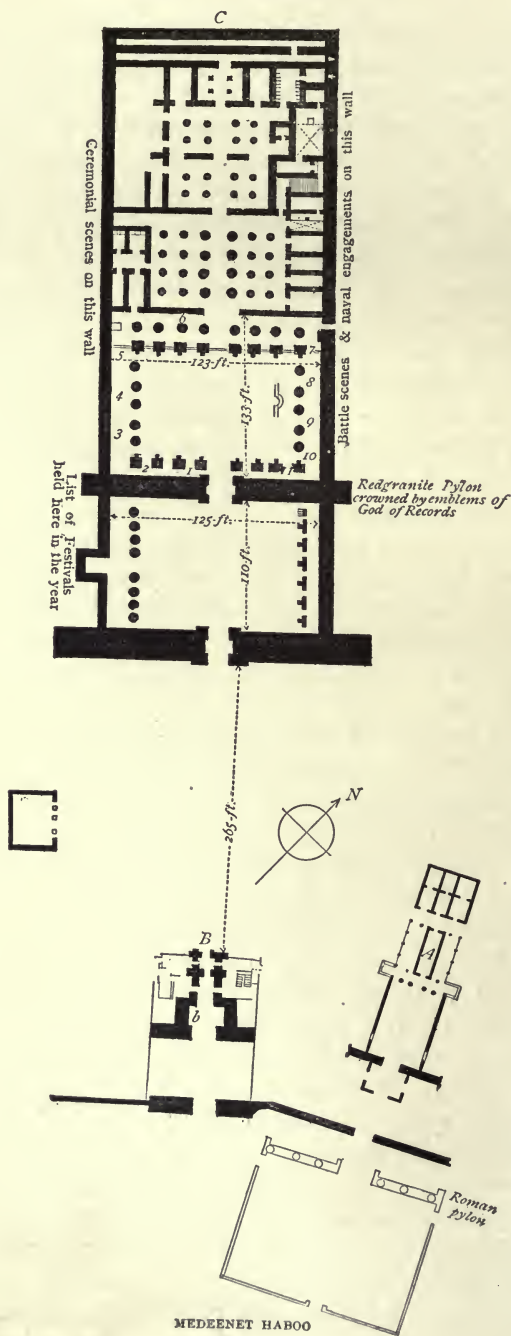 C
Ceremonial scenes on this wall
Battle scenes & naval engagements on this wall
6
5
7
123-ft.
4
8
133-ft.
3
9
10
2
1
11
Redgranite Pylon
crowned by emblems of
God of Records
List of Festivals
held here in the year
125-ft.
110-ft.
265-ft.
N
B
b
A
Roman
pylon
MEDEENET HABOO